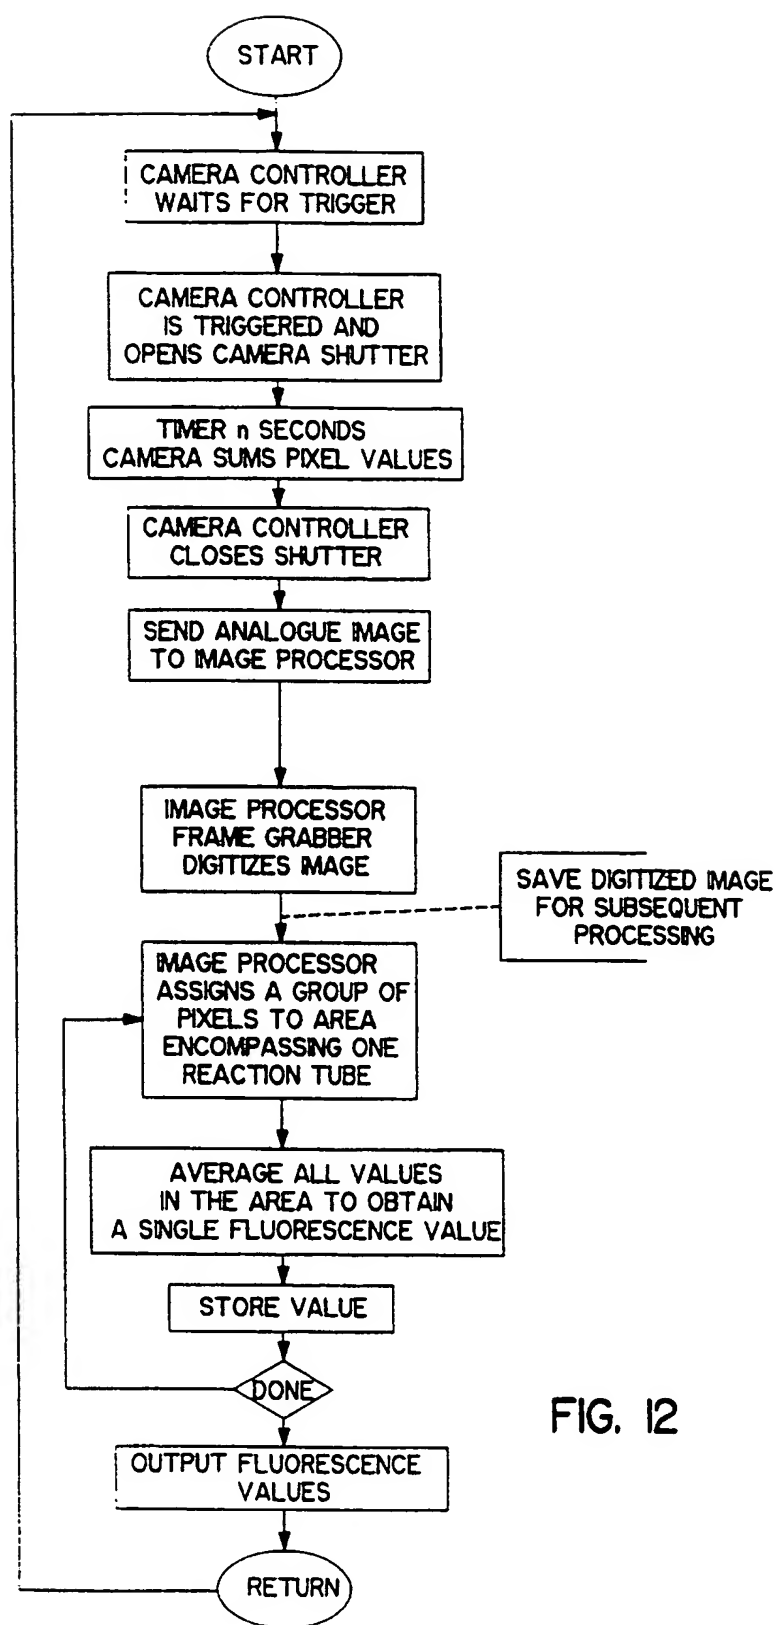 START
CAMERA CONTROLLER
WAITS FOR TRIGGER
CAMERA CONTROLLER
IS TRIGGERED AND
OPENS CAMERA SHUTTER
TIMER n SECONDS
CAMERA SUMS PIXEL VALUES
CAMERA CONTROLLER
CLOSES SHUTTER
SEND ANALOGUE IMAGE
TO IMAGE PROCESSOR
IMAGE PROCESSOR
FRAME GRABBER
DIGITIZES IMAGE
SAVE DIGITIZED IMAGE
FOR SUBSEQUENT
PROCESSING
IMAGE PROCESSOR
ASSIGNS A GROUP OF
PIXELS TO AREA
ENCOMPASSING ONE
REACTION TUBE
AVERAGE ALL VALUES
IN THE AREA TO OBTAIN
A SINGLE FLUORESCENCE VALUE
STORE VALUE
DONE
OUTPUT FLUORESCENCE
VALUES
RETURN
FIG. 12